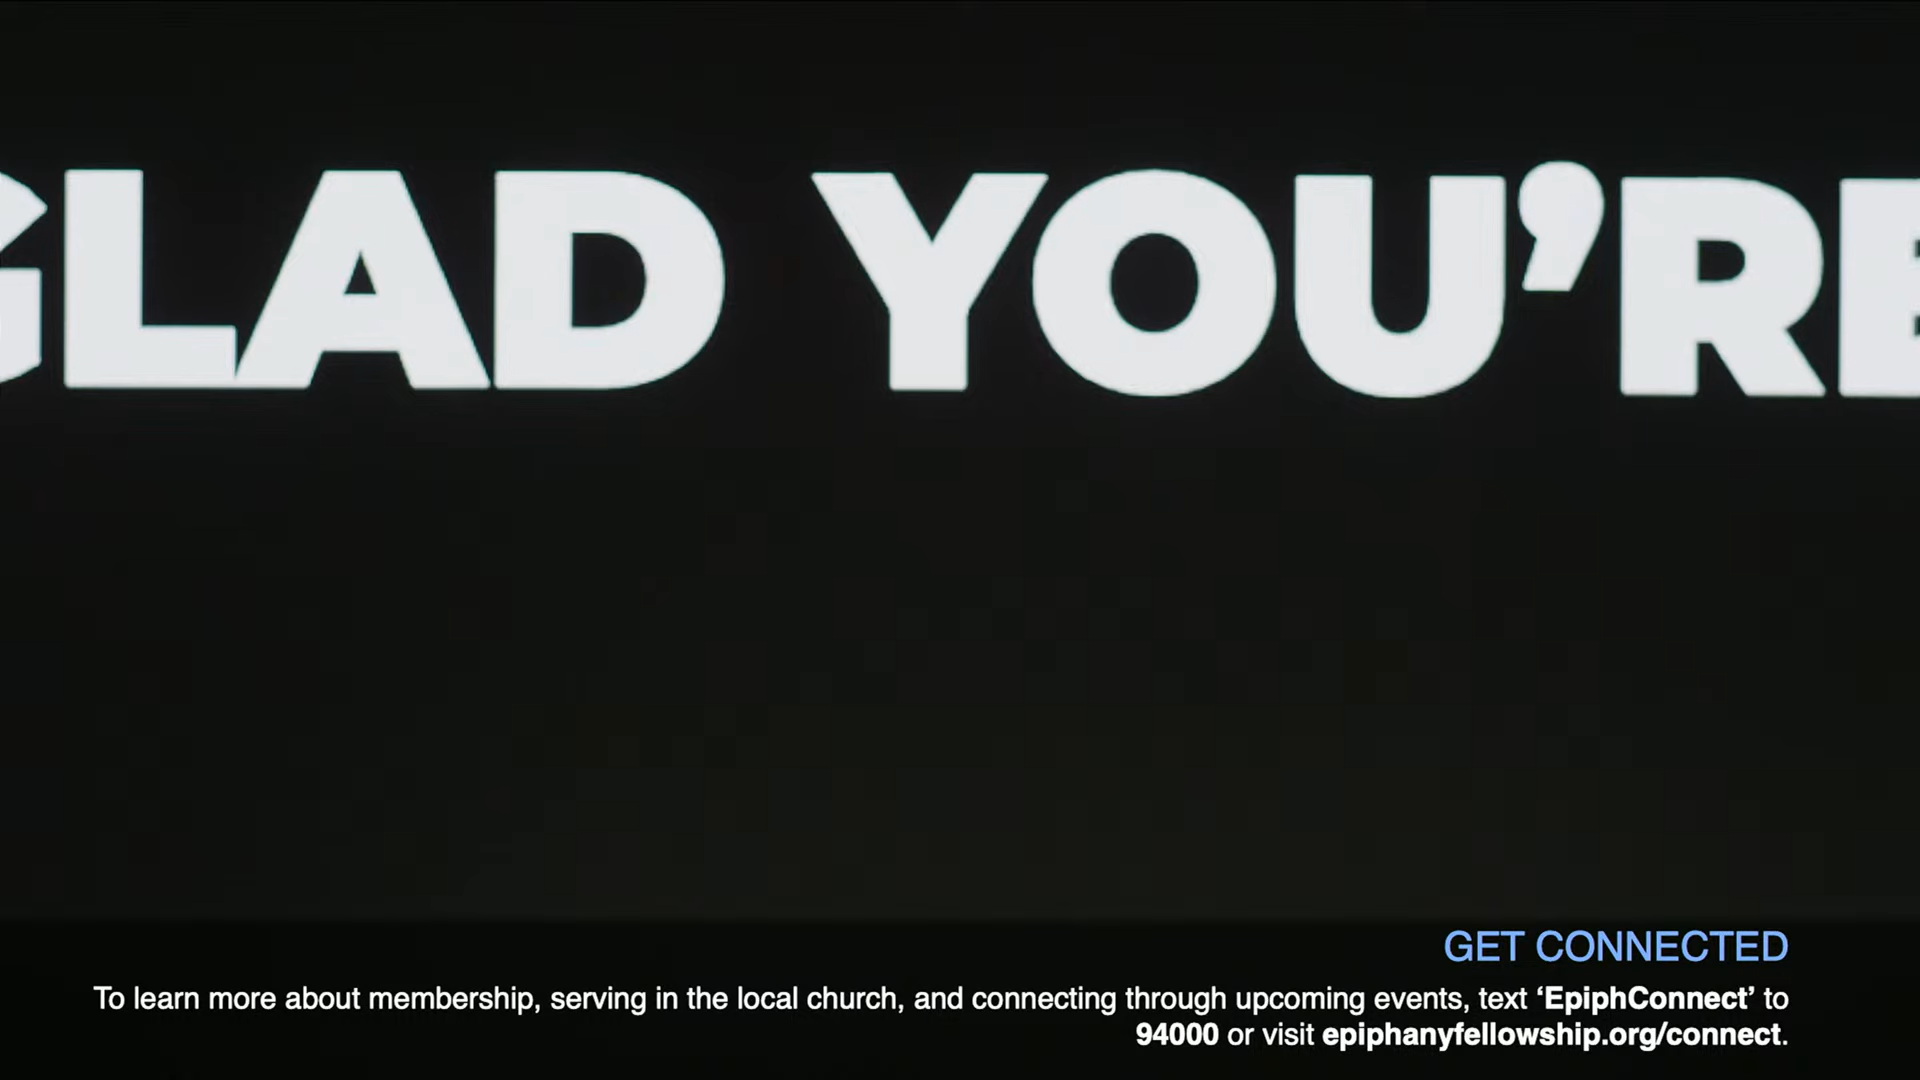 GLAD YOU'RE
GET CONNECTED
To learn more about membership, serving in the local church, and connecting through upcoming events, text ‘EpiphConnect’ to
94000 or visit epiphanyfellowship.org/connect.